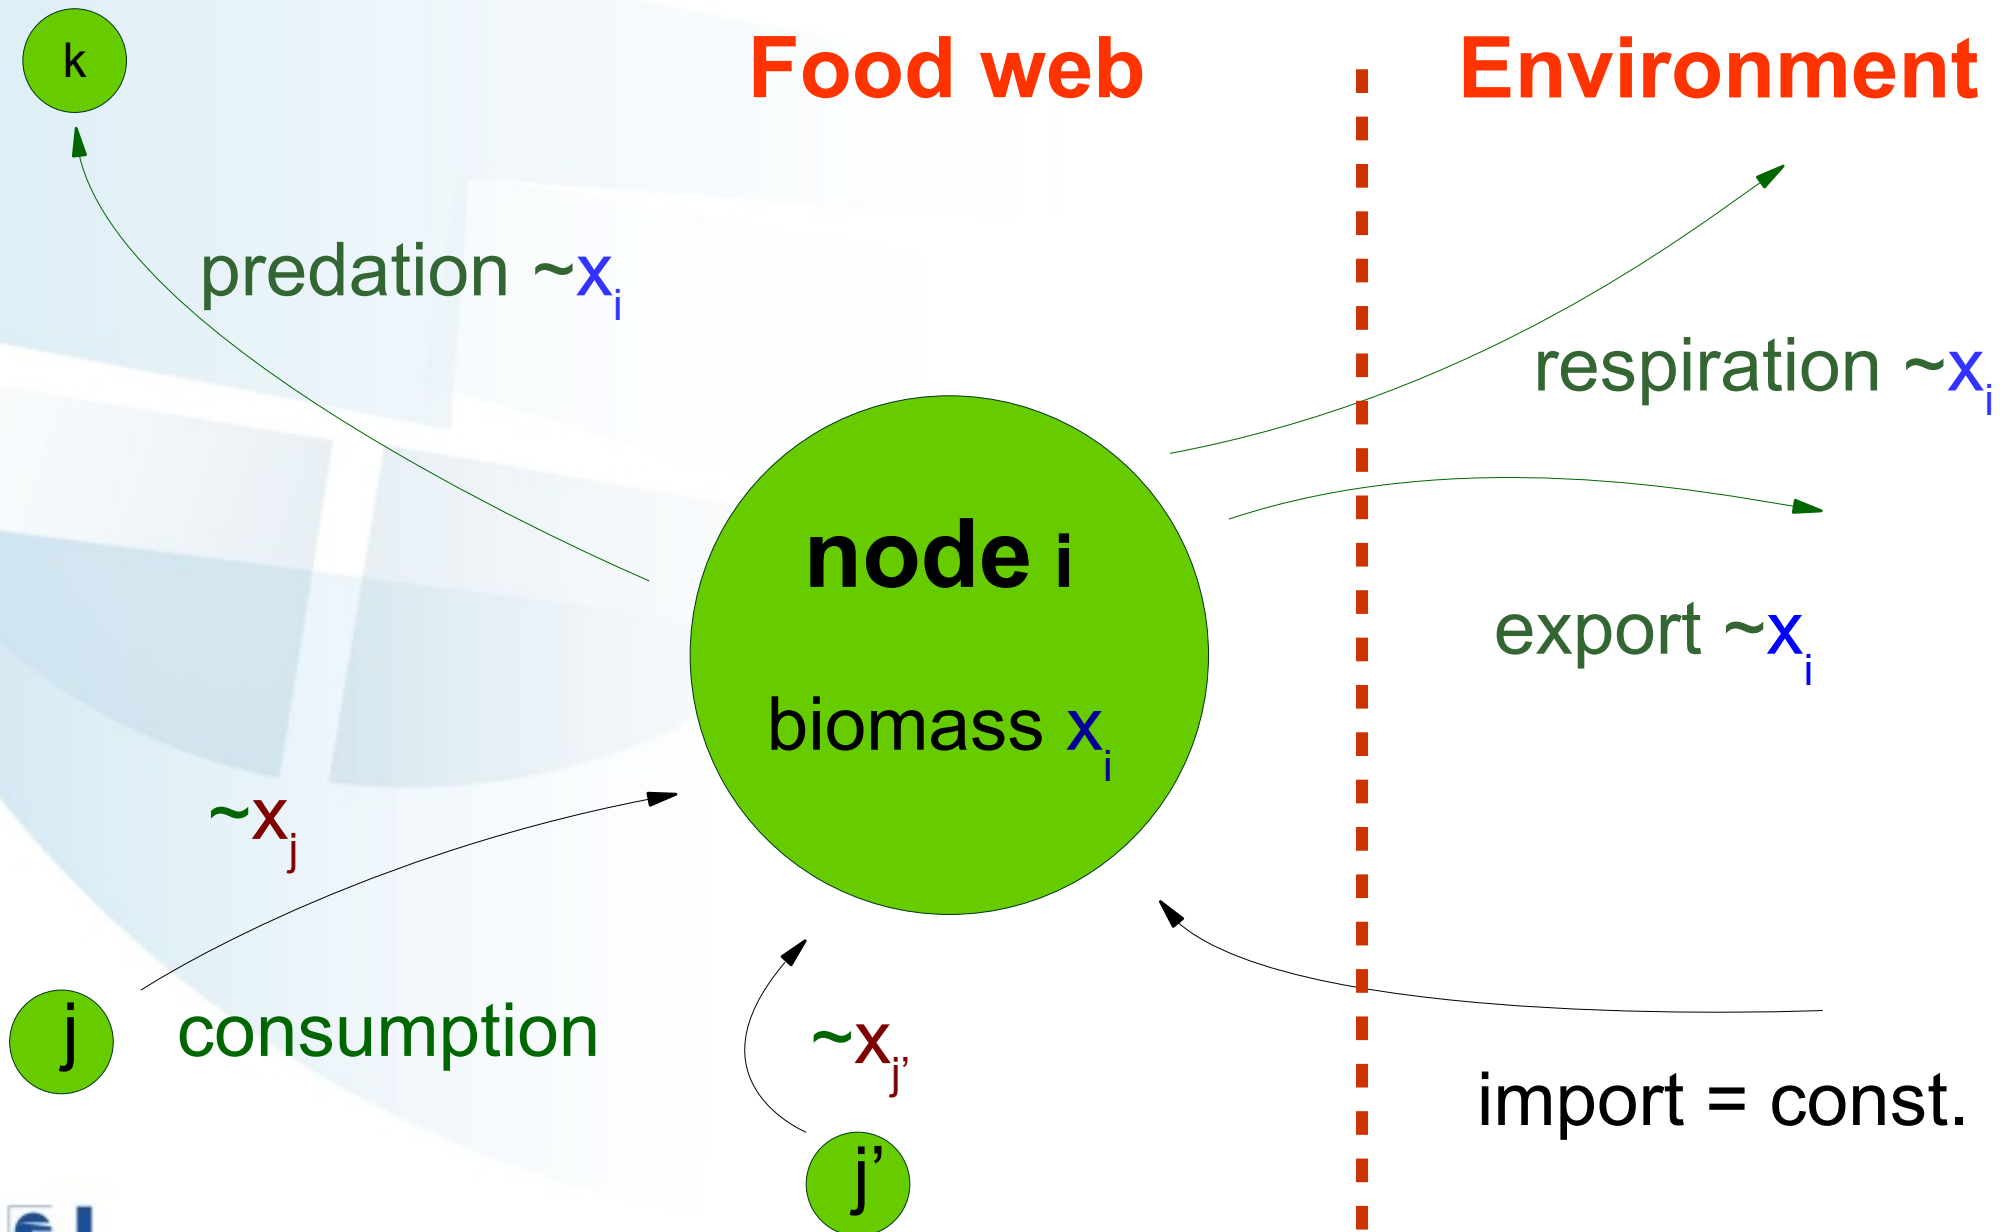 k
Food web
Environment
predation ~xᵢ
respiration ~xᵢ
node i
export ~xᵢ
biomass xᵢ
~xⱼ
j
consumption
~xⱼ’
import = const.
j’